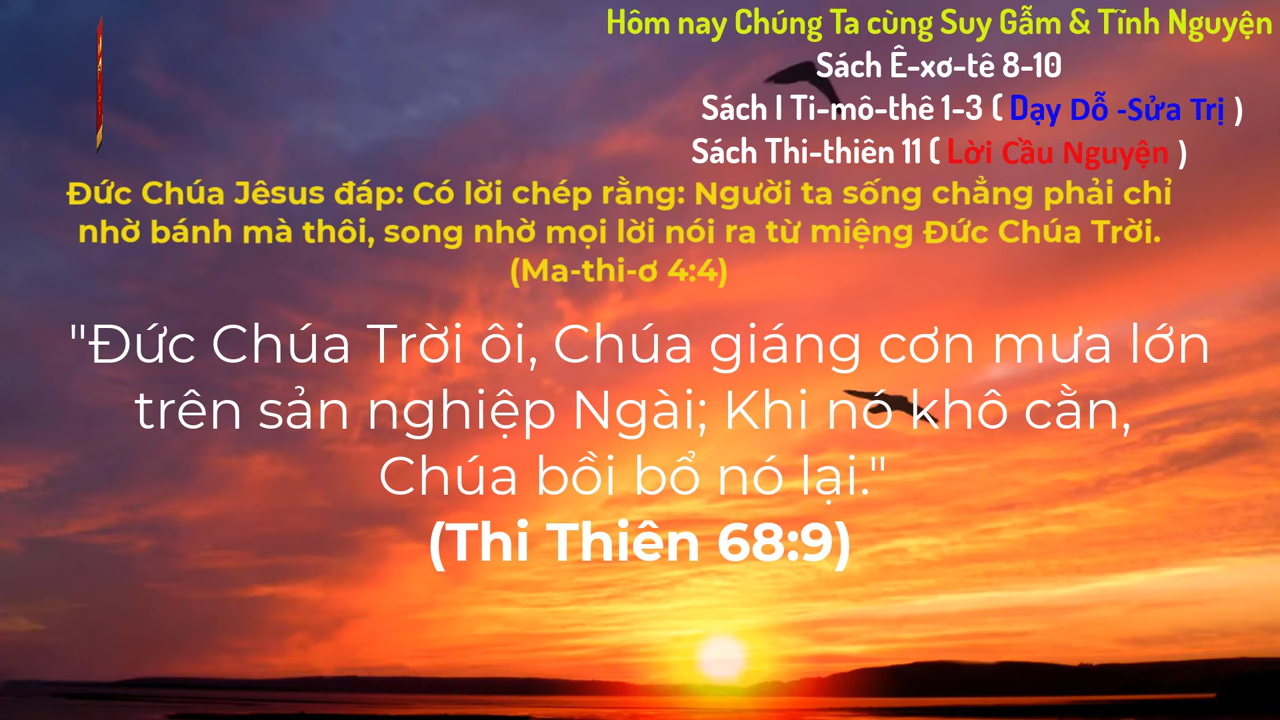 Hôm nay Chúng Ta cùng Suy Gẫm & Tĩnh Nguyện
Sách Ê-xơ-tê 8-10
Sách I Ti-mô-thê 1-3 ( Dạy Dỗ -Sửa Trị )
Sách Thi-thiên 11 ( Lời Cầu Nguyện )
Đức Chúa Jêsus đáp: Có lời chép rằng: Người ta sống chẳng phải chỉ
nhờ bánh mà thôi, song nhờ mọi lời nói ra từ miệng Đức Chúa Trời.
(Ma-thi-ơ 4:4)
"Đức Chúa Trời ôi, Chúa giáng cơn mưa lớn
trên sản nghiệp Ngài; Khi nó khô cằn,
Chúa bồi bổ nó lại."
(Thi Thiên 68:9)